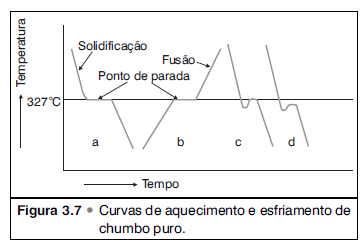 Temperatura
Solidificação
Fusão
Ponto de parada
327°C
a b c d
Tempo
Figura 3.7 • Curvas de aquecimento e esfriamento de
chumbo puro.